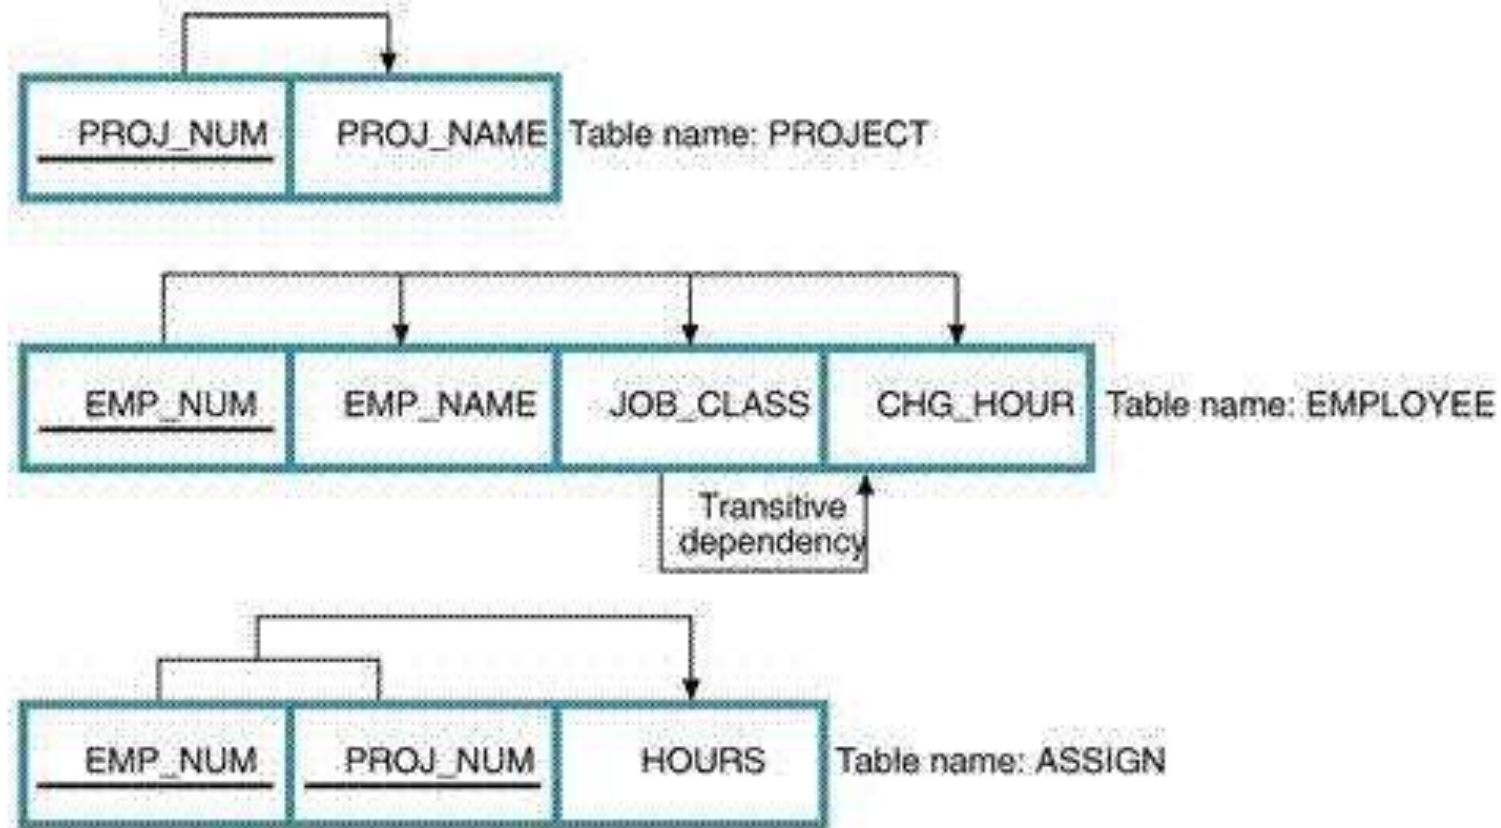 PROJ_NUM PROJ_NAME Table name: PROJECT
EMP_NUM EMP_NAME JOB_CLASS CHG_HOUR Table name: EMPLOYEE
Transitive
dependency
EMP_NUM PROJ_NUM HOURS Table name: ASSIGN